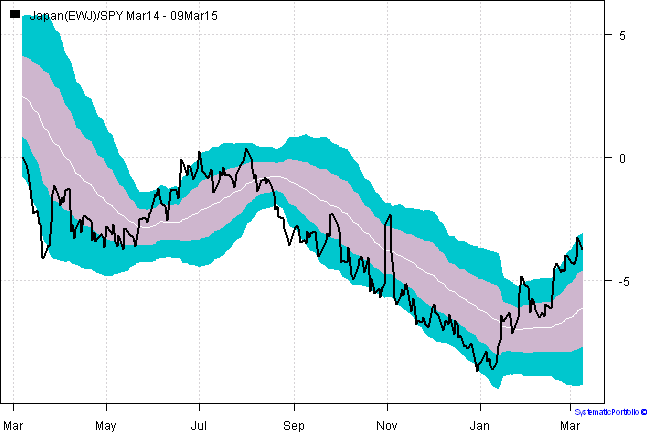 Japan(EWJ)/SPY Mar14 - 09Mar15
5
0
-5
SystematicPortfolio ©
Mar May Jul Sep Nov Jan Mar